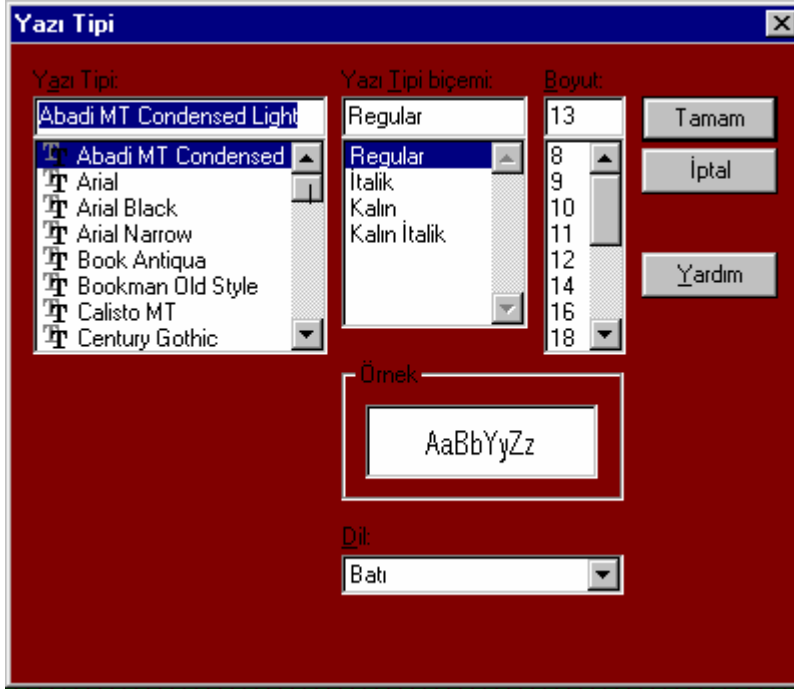 Yazı Tipi
Yazı Tipi:
Abadi MT Condensed Light
Abadi MT Condensed
Arial
Arial Black
Arial Narrow
Book Antiqua
Bookman Old Style
Calisto MT
Century Gothic
Yazı Tipi biçemi:
Regular
Regular
İtalik
Kalın
Kalın İtalik
Boyut:
13
8
9
10
11
12
14
16
18
Tamam
İptal
Yardım
Örnek
AaBbYyZz
Dil:
Batı